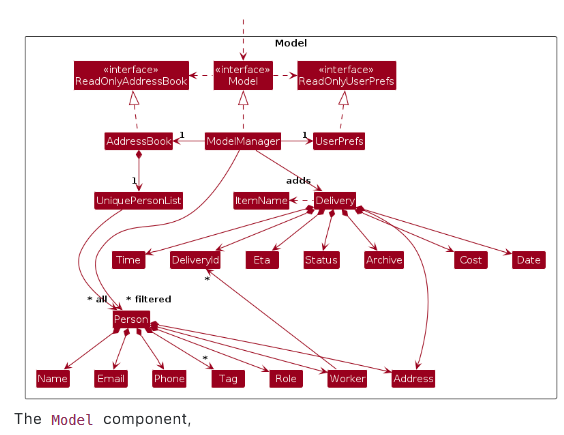 Model
«interface»
ReadOnlyAddressBook
«interface»
Model
«interface»
ReadOnlyUserPrefs
AddressBook
1
ModelManager
1
UserPrefs
1
adds
UniquePersonList
ItemName
Delivery
Time
DeliveryId
Eta
Status
Archive
Cost
Date
*
* all
* filtered
Person
*
Name
Email
Phone
Tag
Role
Worker
Address
The Model component,